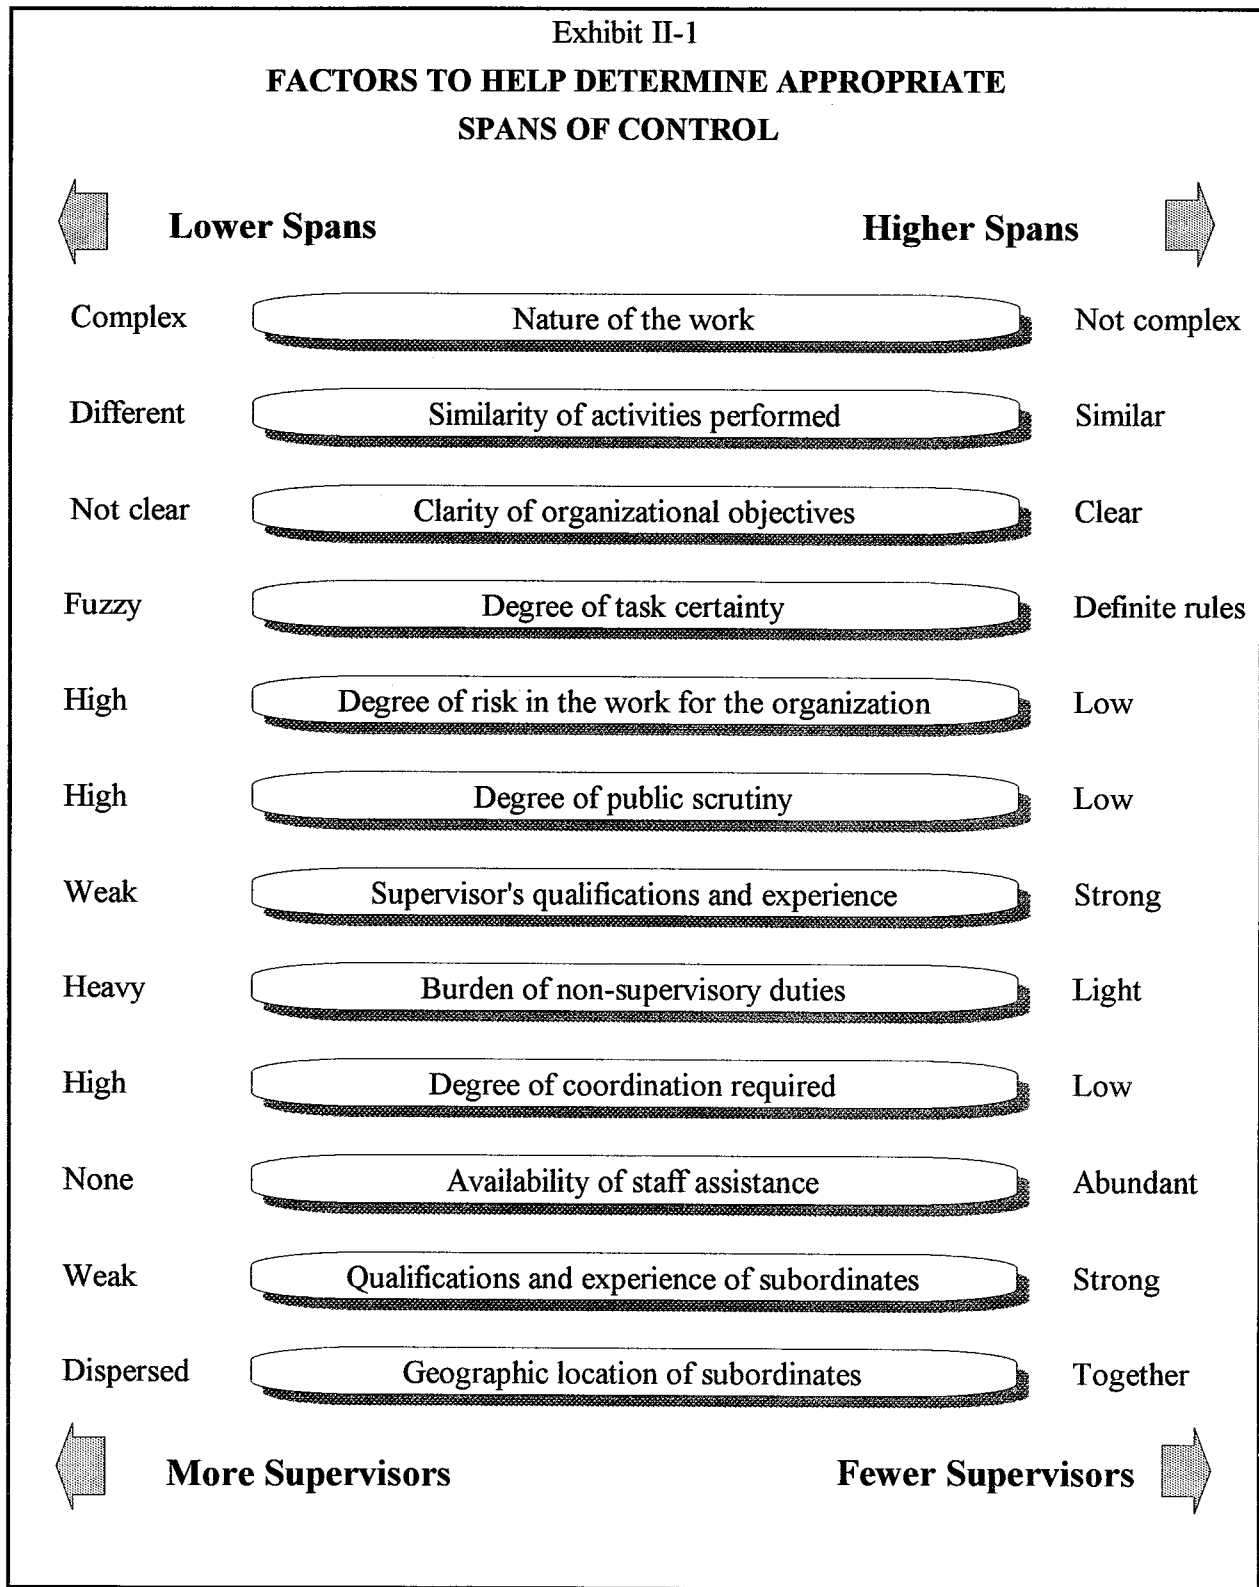 Exhibit II-1
FACTORS TO HELP DETERMINE APPROPRIATE
SPANS OF CONTROL
Lower Spans Higher Spans
Complex Nature of the work Not complex
Different Similarity of activities performed Similar
Not clear Clarity of organizational objectives Clear
Fuzzy Degree of task certainty Definite rules
High Degree of risk in the work for the organization Low
High Degree of public scrutiny Low
Weak Supervisor's qualifications and experience Strong
Heavy Burden of non-supervisory duties Light
High Degree of coordination required Low
None Availability of staff assistance Abundant
Weak Qualifications and experience of subordinates Strong
Dispersed Geographic location of subordinates Together
More Supervisors Fewer Supervisors